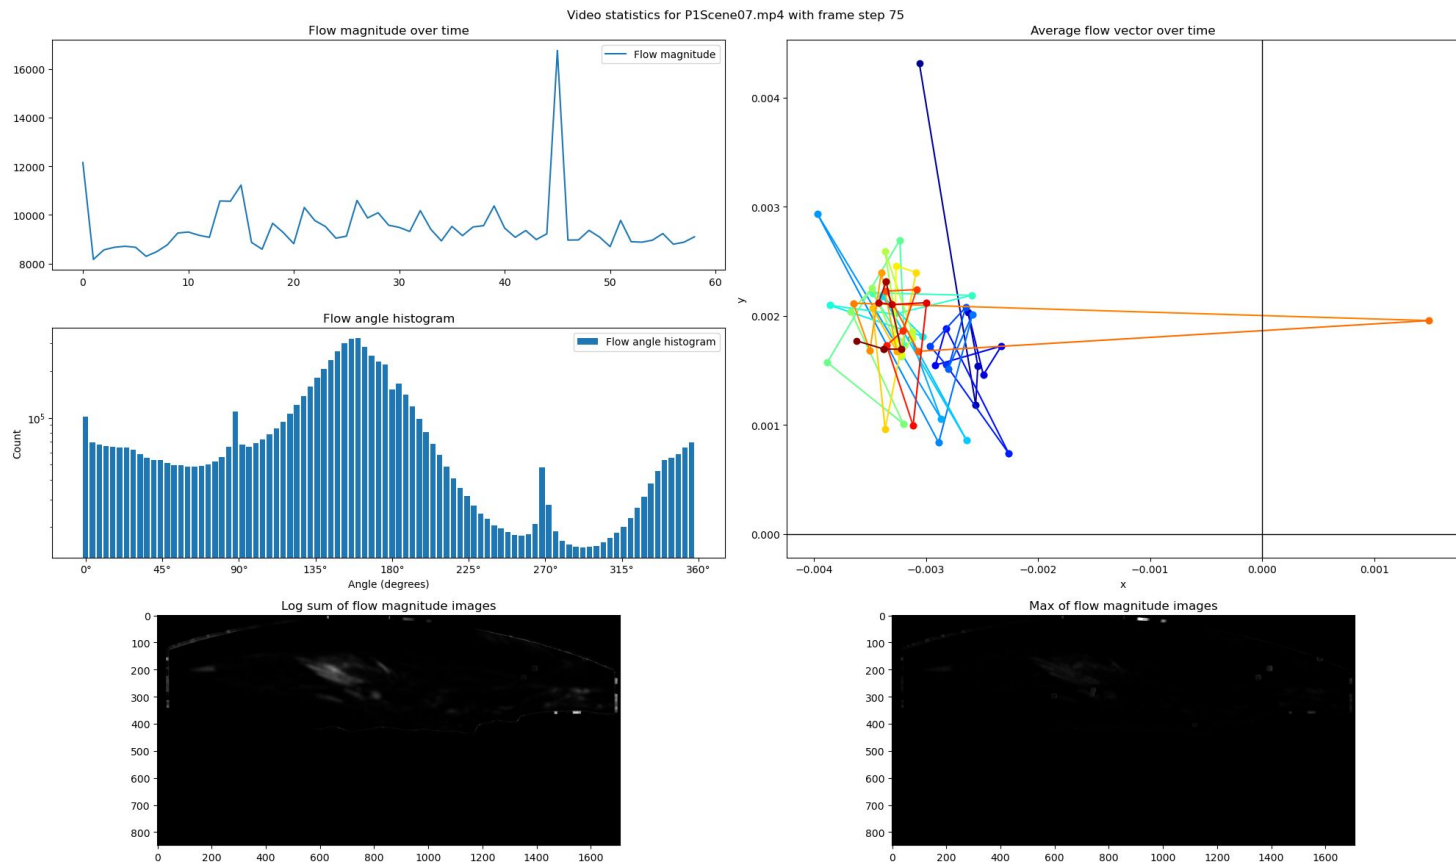 Video statistics for P1Scene07.mp4 with frame step 75
Flow magnitude over time
Flow magnitude
16000
14000
12000
10000
8000
0 10 20 30 40 50 60
Average flow vector over time
y
0.004
0.003
0.002
0.001
0.000
−0.004 −0.003 −0.002 −0.001 0.000 0.001
x
Flow angle histogram
Flow angle histogram
Count
10⁵
0° 45° 90° 135° 180° 225° 270° 315° 360°
Angle (degrees)
Log sum of flow magnitude images
0
100
200
300
400
500
600
700
800
0 200 400 600 800 1000 1200 1400 1600
Max of flow magnitude images
0
100
200
300
400
500
600
700
800
0 200 400 600 800 1000 1200 1400 1600